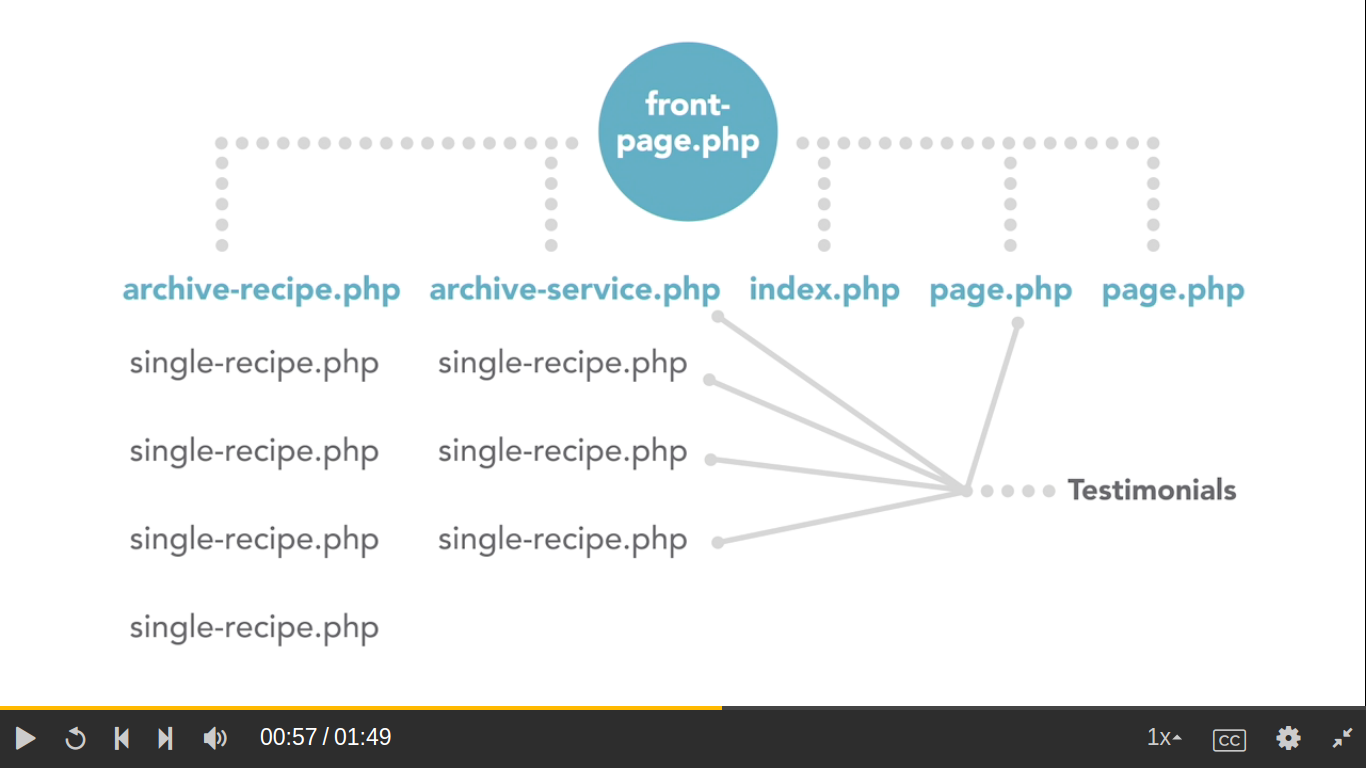 front-
page.php
archive-recipe.php archive-service.php index.php page.php page.php
single-recipe.php single-recipe.php
single-recipe.php single-recipe.php
Testimonials
single-recipe.php single-recipe.php
single-recipe.php
00:57 / 01:49 1x CC